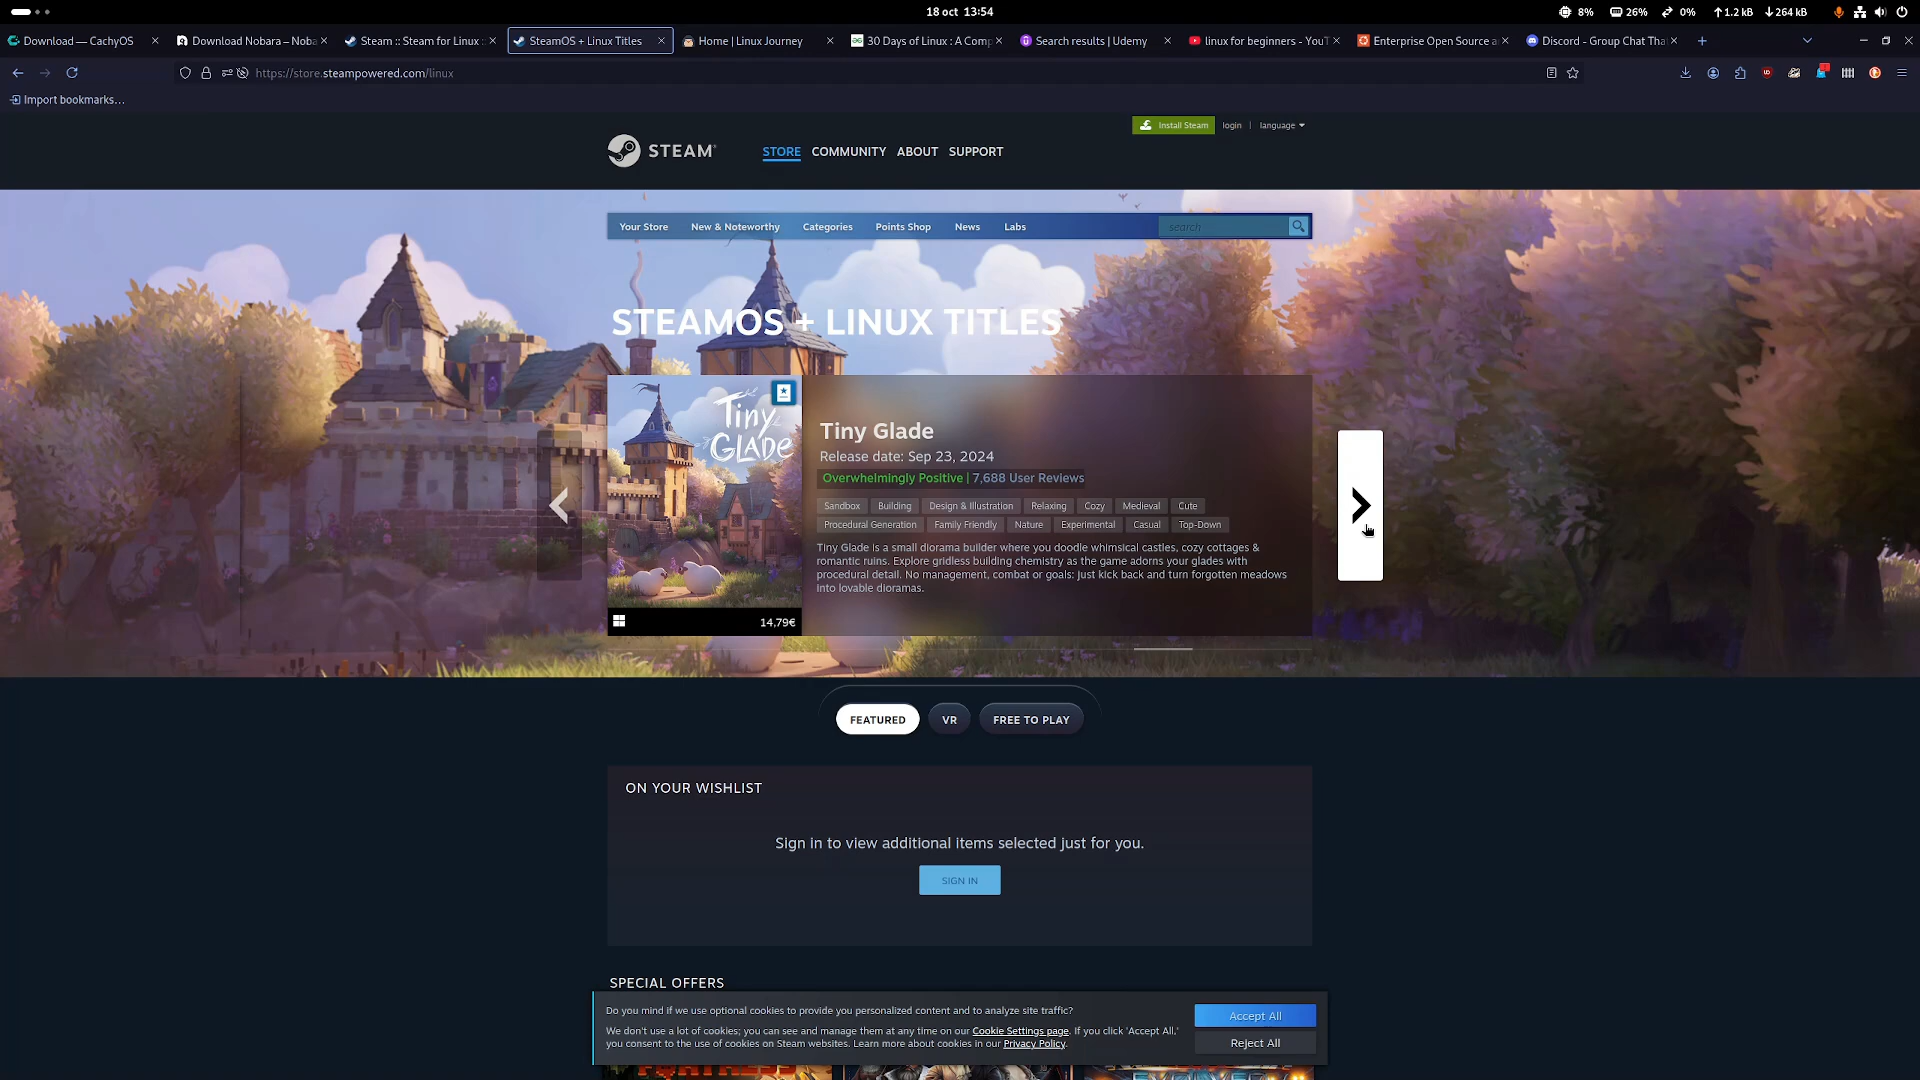 18 oct 13:54
8% 26% 0% 1.2 kB 264 kB
Download — CachyOS
Download Nobara – Noba
Steam :: Steam for Linux :
SteamOS + Linux Titles
Home | Linux Journey
30 Days of Linux : A Comp
Search results | Udemy
linux for beginners - YouT
Enterprise Open Source a
Discord - Group Chat Tha
https://store.steampowered.com/linux
Import bookmarks...
Install Steam login | language
STEAM
STORE COMMUNITY ABOUT SUPPORT
Your Store New & Noteworthy Categories Points Shop News Labs search
STEAMOS + LINUX TITLES
Tiny
GLADE
Tiny Glade
Release date: Sep 23, 2024
Overwhelmingly Positive | 7,688 User Reviews
Sandbox Building Design & Illustration Relaxing Cozy Medieval Cute
Procedural Generation Family Friendly Nature Experimental Casual Top-Down
Tiny Glade is a small diorama builder where you doodle whimsical castles, cozy cottages &
romantic ruins. Explore gridless building chemistry as the game adorns your glades with
procedural detail. No management, combat or goals: just kick back and turn forgotten meadows
into lovable dioramas.
14,79€
FEATURED VR FREE TO PLAY
ON YOUR WISHLIST
Sign in to view additional items selected just for you.
SIGN IN
SPECIAL OFFERS
Do you mind if we use optional cookies to provide you personalized content and to analyze site traffic?
We don't use a lot of cookies; you can see and manage them at any time on our Cookie Settings page. If you click 'Accept All,'
you consent to the use of cookies on Steam websites. Learn more about cookies in our Privacy Policy.
Accept All
Reject All
FORTRESS